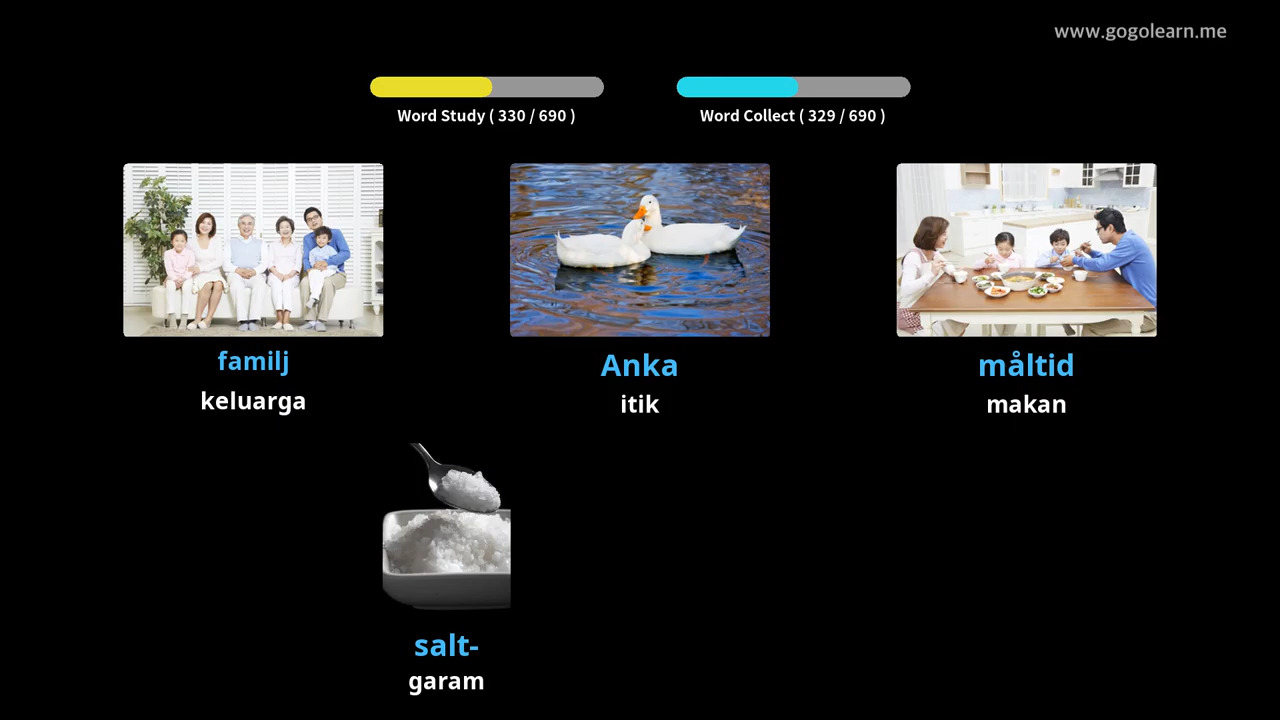 www.gogolearn.me
Word Study ( 330 / 690 )
Word Collect ( 329 / 690 )
familj
keluarga
Anka
itik
måltid
makan
salt-
garam